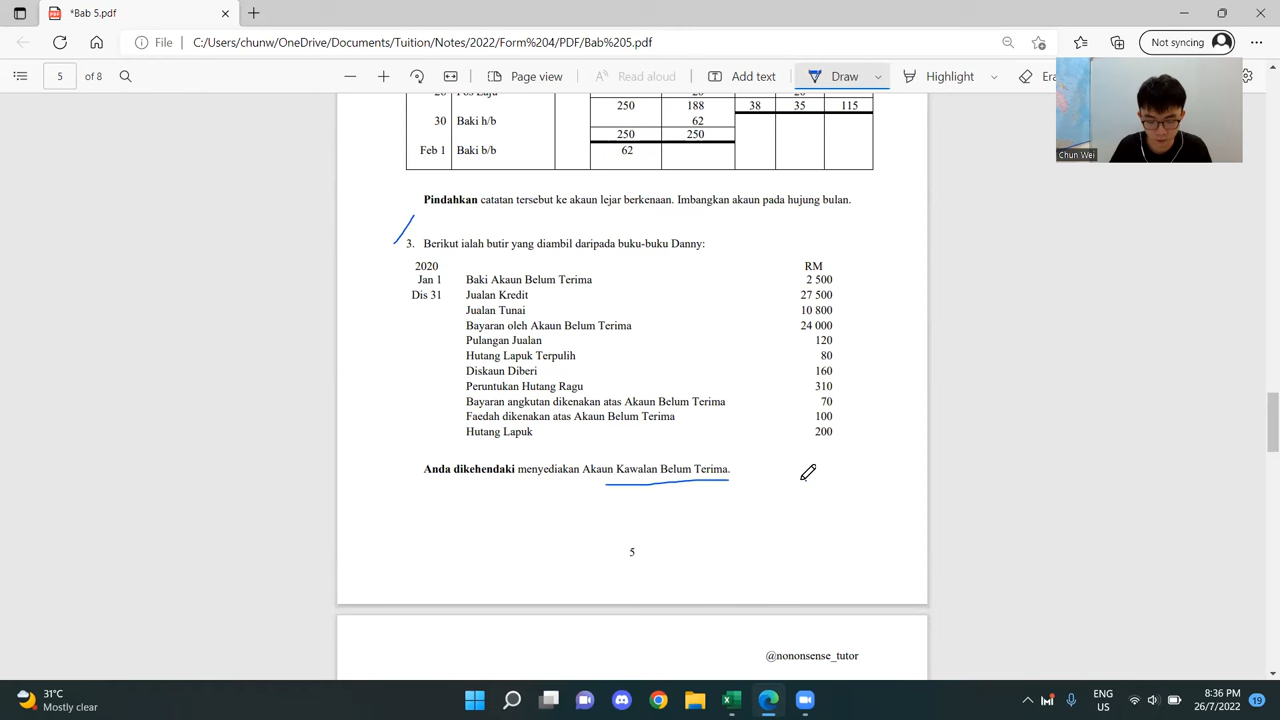 *Bab 5.pdf
File C:/Users/chunw/OneDrive/Documents/Tuition/Notes/2022/Form%204/PDF/Bab%205.pdf Not syncing
5 of 8 Page view Read aloud Add text Draw Highlight
250 188 38 35 115
30 Baki h/b 62
250 250
Feb 1 Baki b/b 62
Pindahkan catatan tersebut ke akaun lejar berkenaan. Imbangkan akaun pada hujung bulan.
3. Berikut ialah butir yang diambil daripada buku-buku Danny:
2020 RM
Jan 1 Baki Akaun Belum Terima 2 500
Dis 31 Jualan Kredit 27 500
Jualan Tunai 10 800
Bayaran oleh Akaun Belum Terima 24 000
Pulangan Jualan 120
Hutang Lapuk Terpulih 80
Diskaun Diberi 160
Peruntukan Hutang Ragu 310
Bayaran angkutan dikenakan atas Akaun Belum Terima 70
Faedah dikenakan atas Akaun Belum Terima 100
Hutang Lapuk 200
Anda dikehendaki menyediakan Akaun Kawalan Belum Terima.
5
@nononsense_tutor
Chun Wei
31°C
Mostly clear
ENG
US
8:36 PM
26/7/2022
19